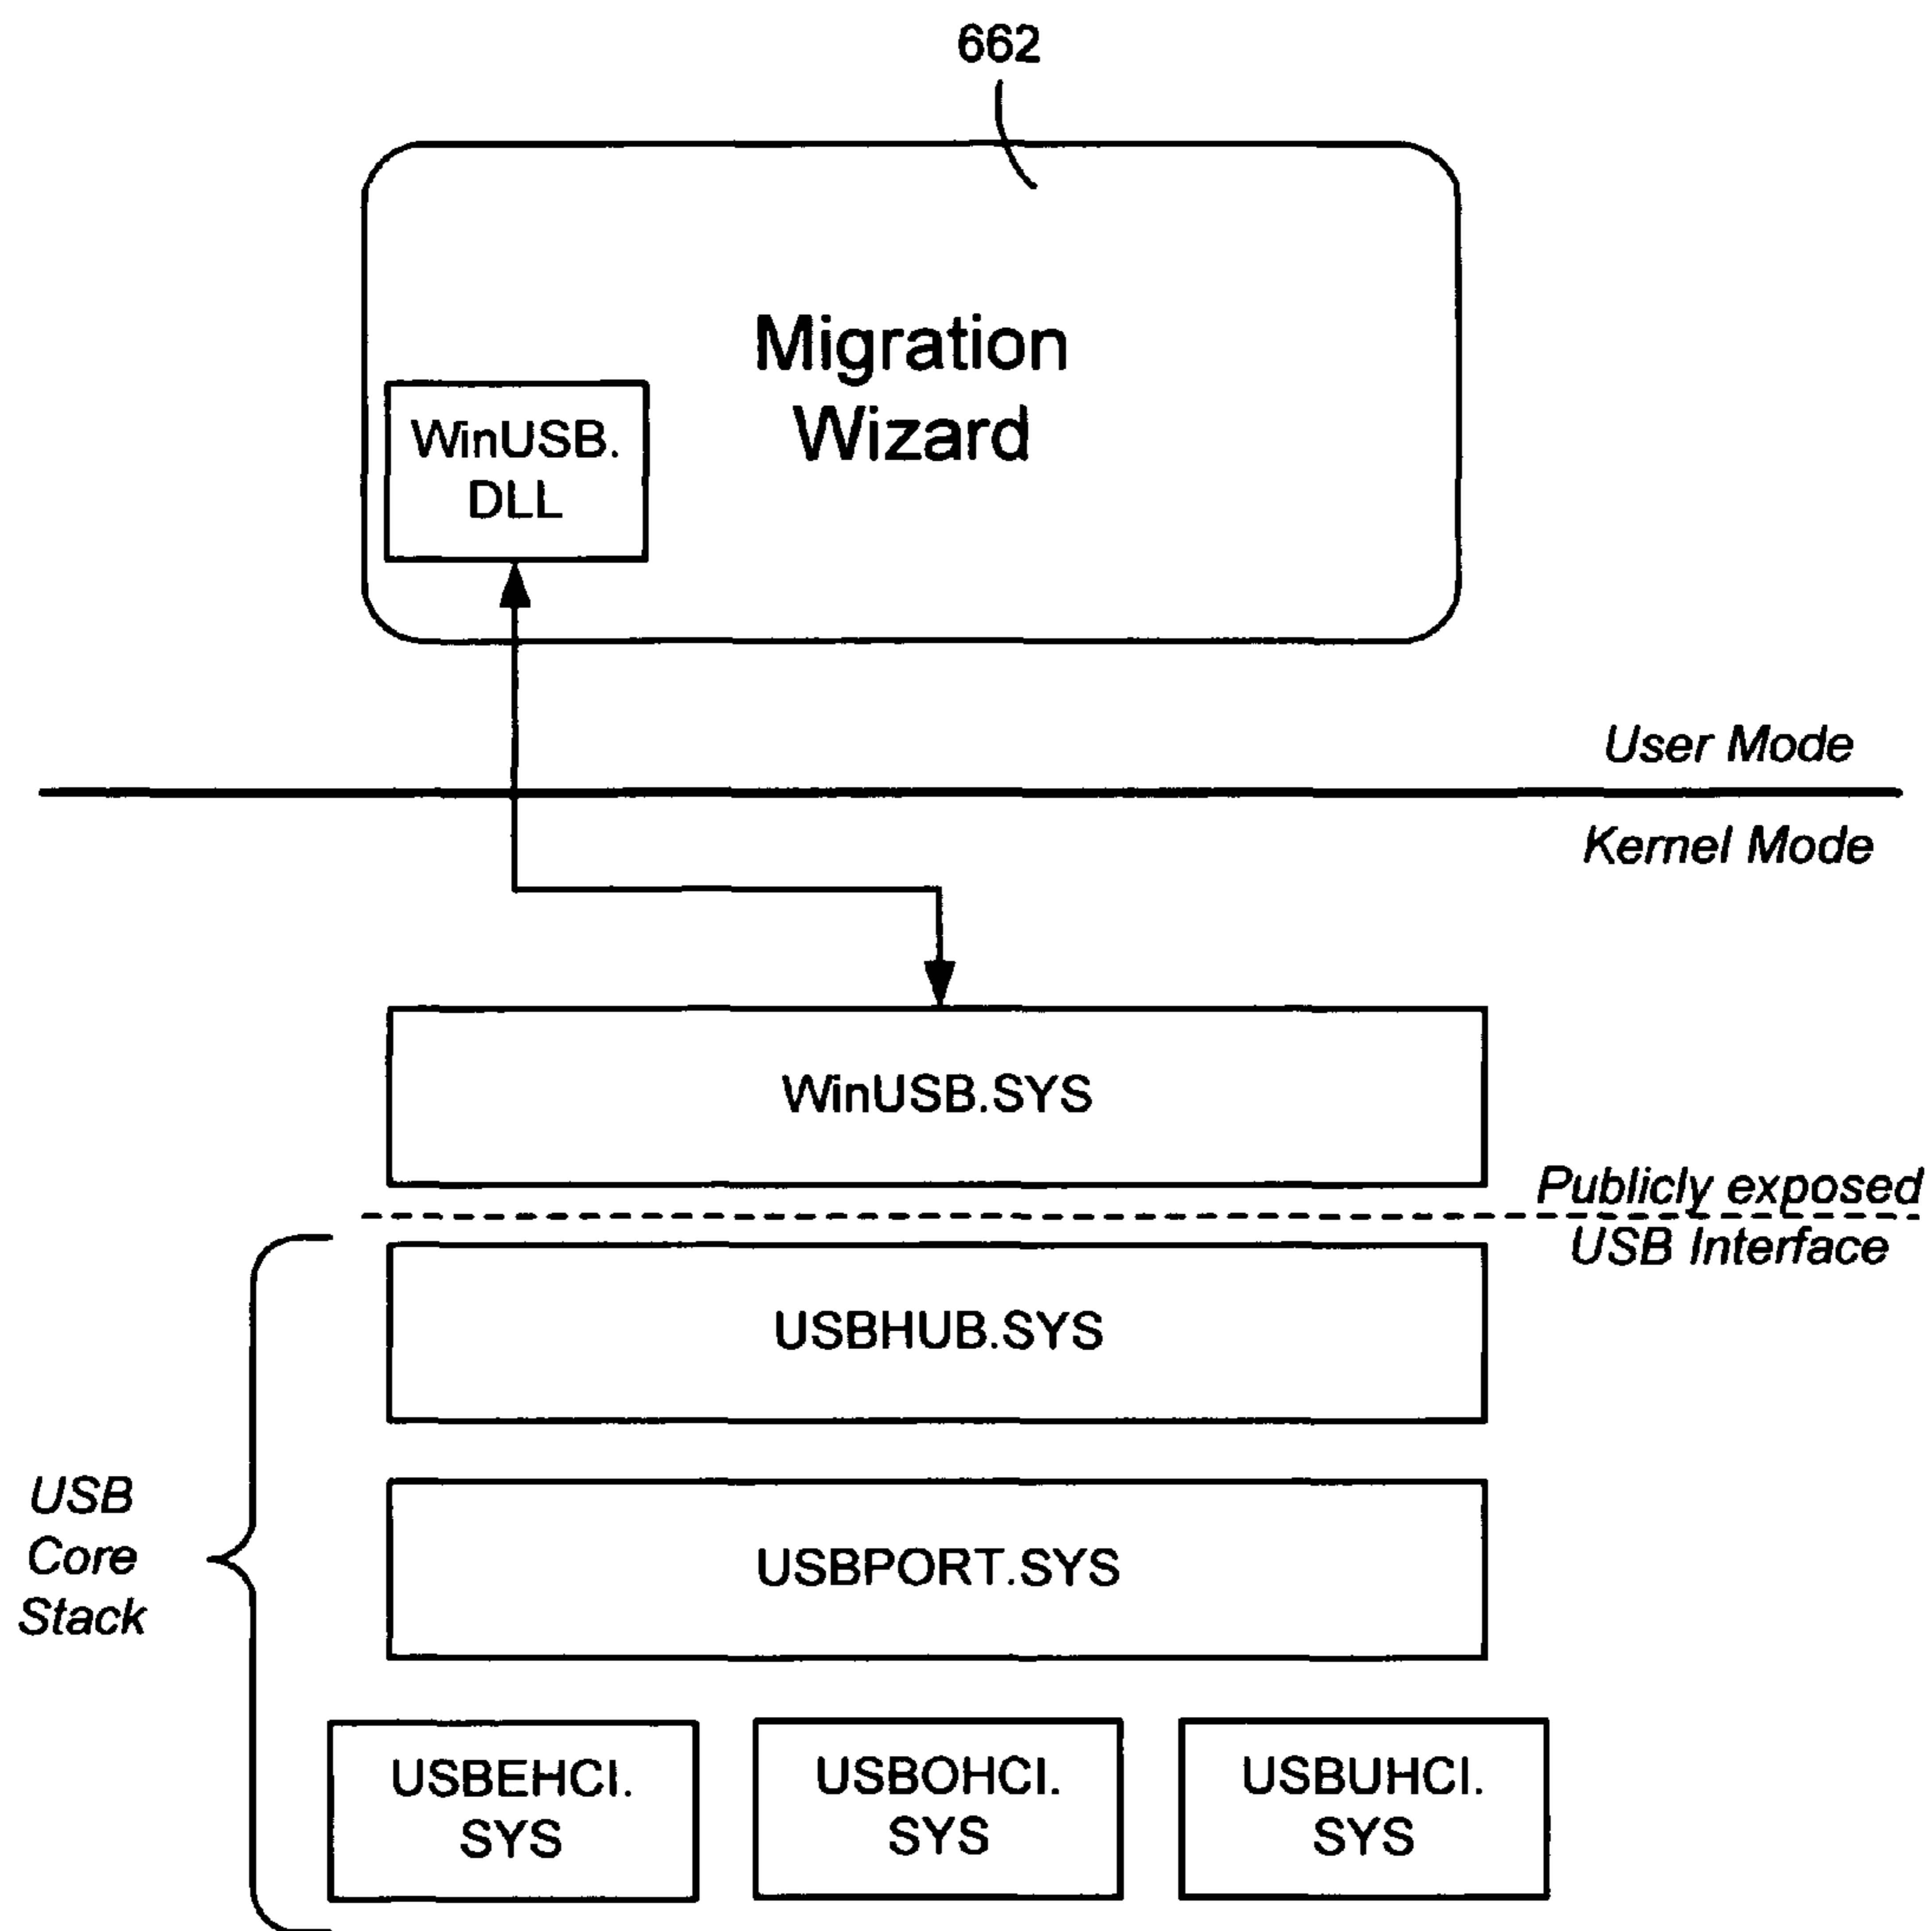 662
Migration
Wizard
WinUSB.
DLL
User Mode
Kernel Mode
WinUSB.SYS
Publicly exposed
USB Interface
USBHUB.SYS
USB
Core
Stack
USBPORT.SYS
USBEHCI.
SYS
USBOHCI.
SYS
USBUHCI.
SYS